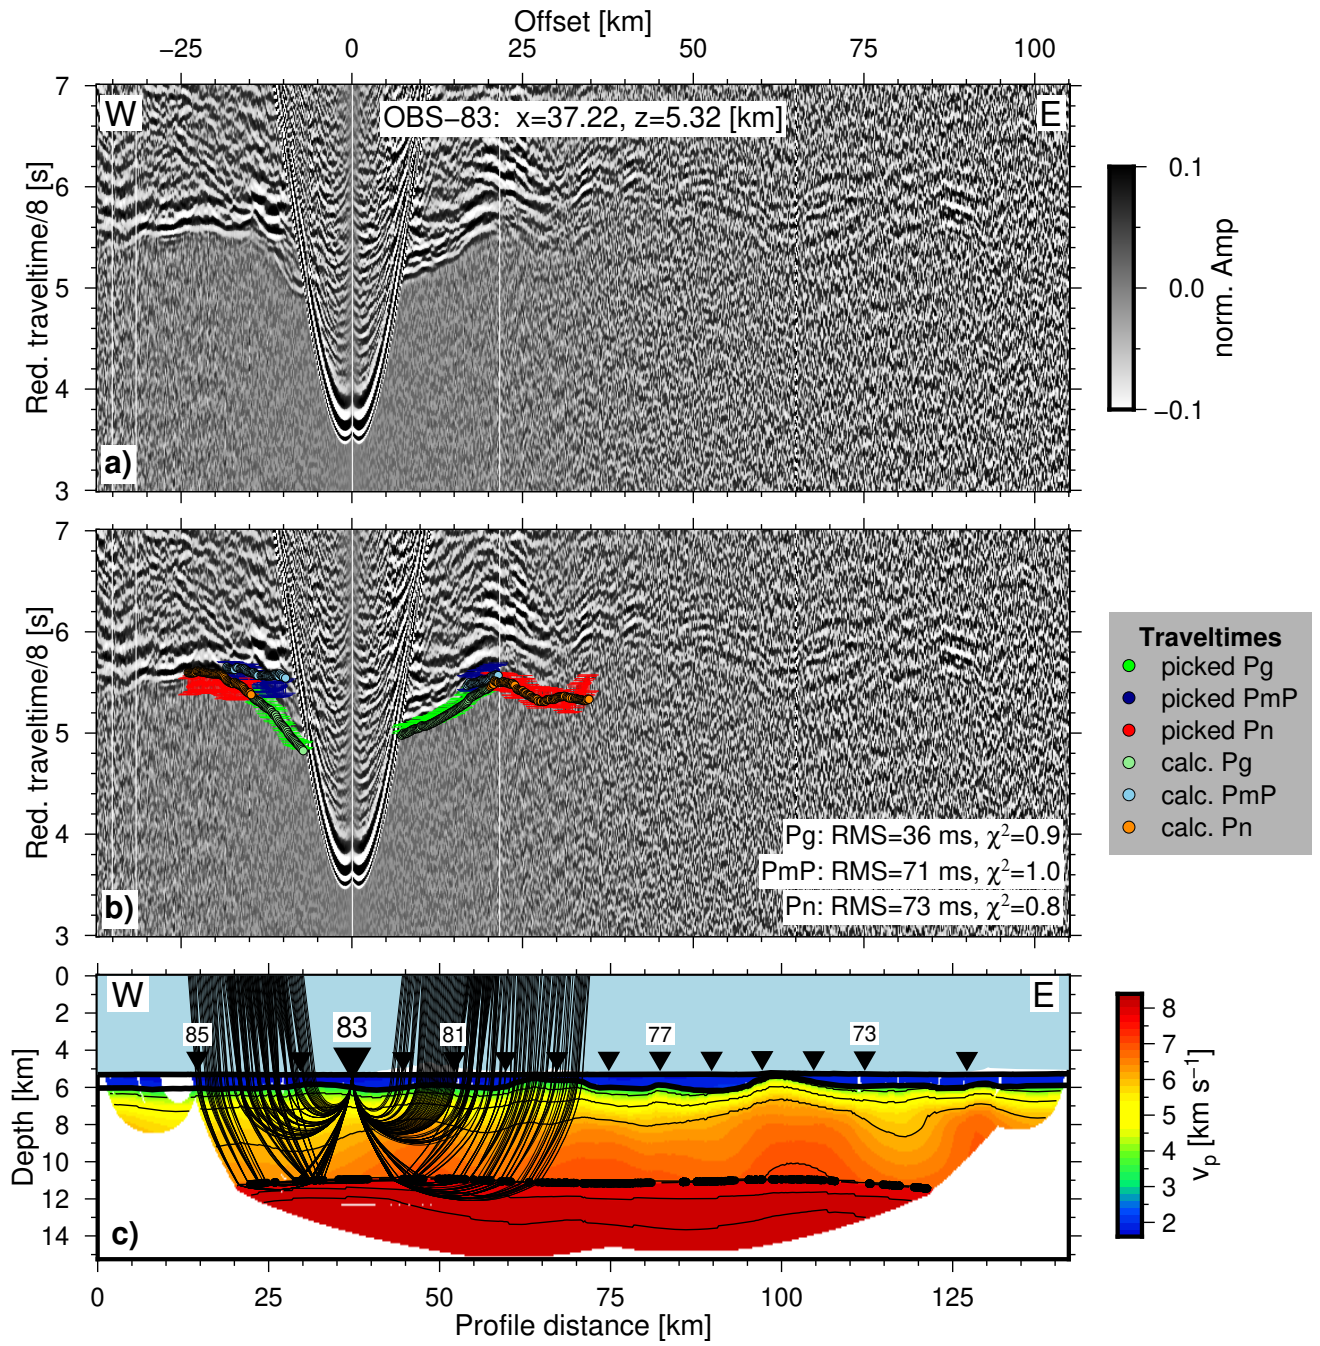 Offset [km]
−25 0 25 50 75 100
W OBS−83: x=37.22, z=5.32 [km] E
7
6
5
4
3
Red. traveltime/8 [s]
a)
0.1
0.0
−0.1
norm. Amp
7
6
5
4
3
Red. traveltime/8 [s]
b)
Pg: RMS=36 ms, χ²=0.9
PmP: RMS=71 ms, χ²=1.0
Pn: RMS=73 ms, χ²=0.8
Traveltimes
picked Pg
picked PmP
picked Pn
calc. Pg
calc. PmP
calc. Pn
W E
85 83 81 77 73
0
2
4
6
8
10
12
14
Depth [km]
c)
0 25 50 75 100 125
Profile distance [km]
8
7
6
5
4
3
2
vₚ [km s⁻¹]